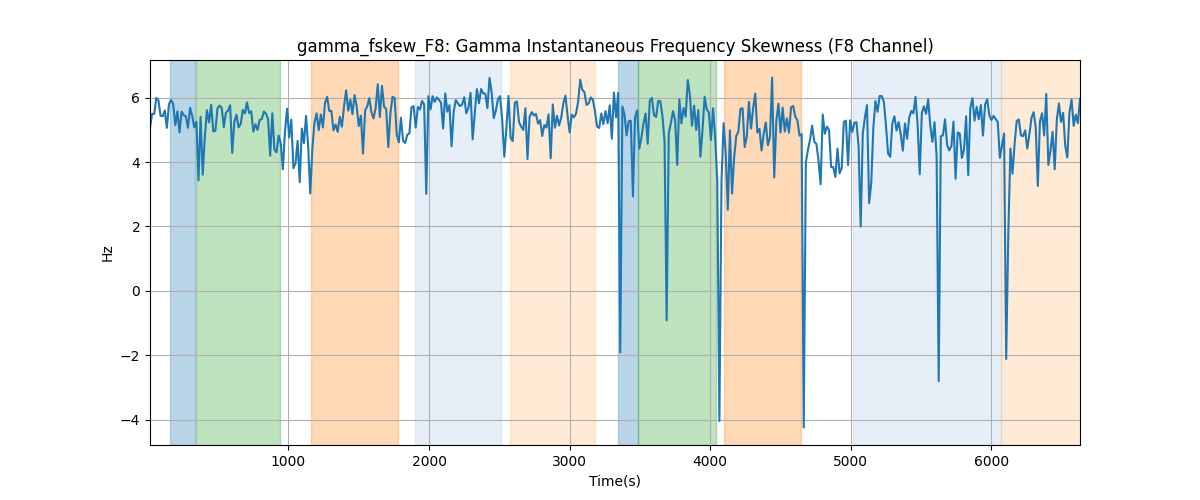 gamma_fskew_F8: Gamma Instantaneous Frequency Skewness (F8 Channel)
6
4
2
0
−2
−4
Hz
1000 2000 3000 4000 5000 6000
Time(s)